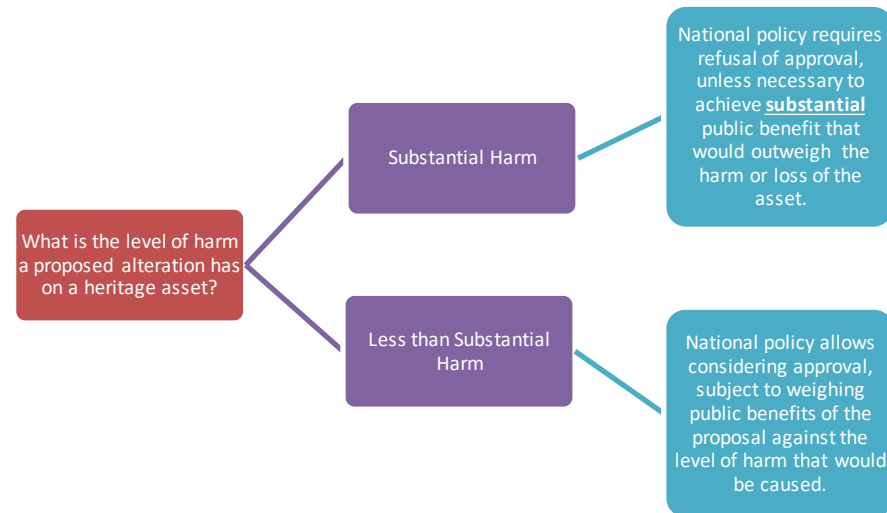 What is the level of harm
a proposed alteration has
on a heritage asset?
Substantial Harm
National policy requires
refusal of approval,
unless necessary to
achieve substantial
public benefit that
would outweigh the
harm or loss of the
asset.
Less than Substantial
Harm
National policy allows
considering approval,
subject to weighing
public benefits of the
proposal against the
level of harm that would
be caused.